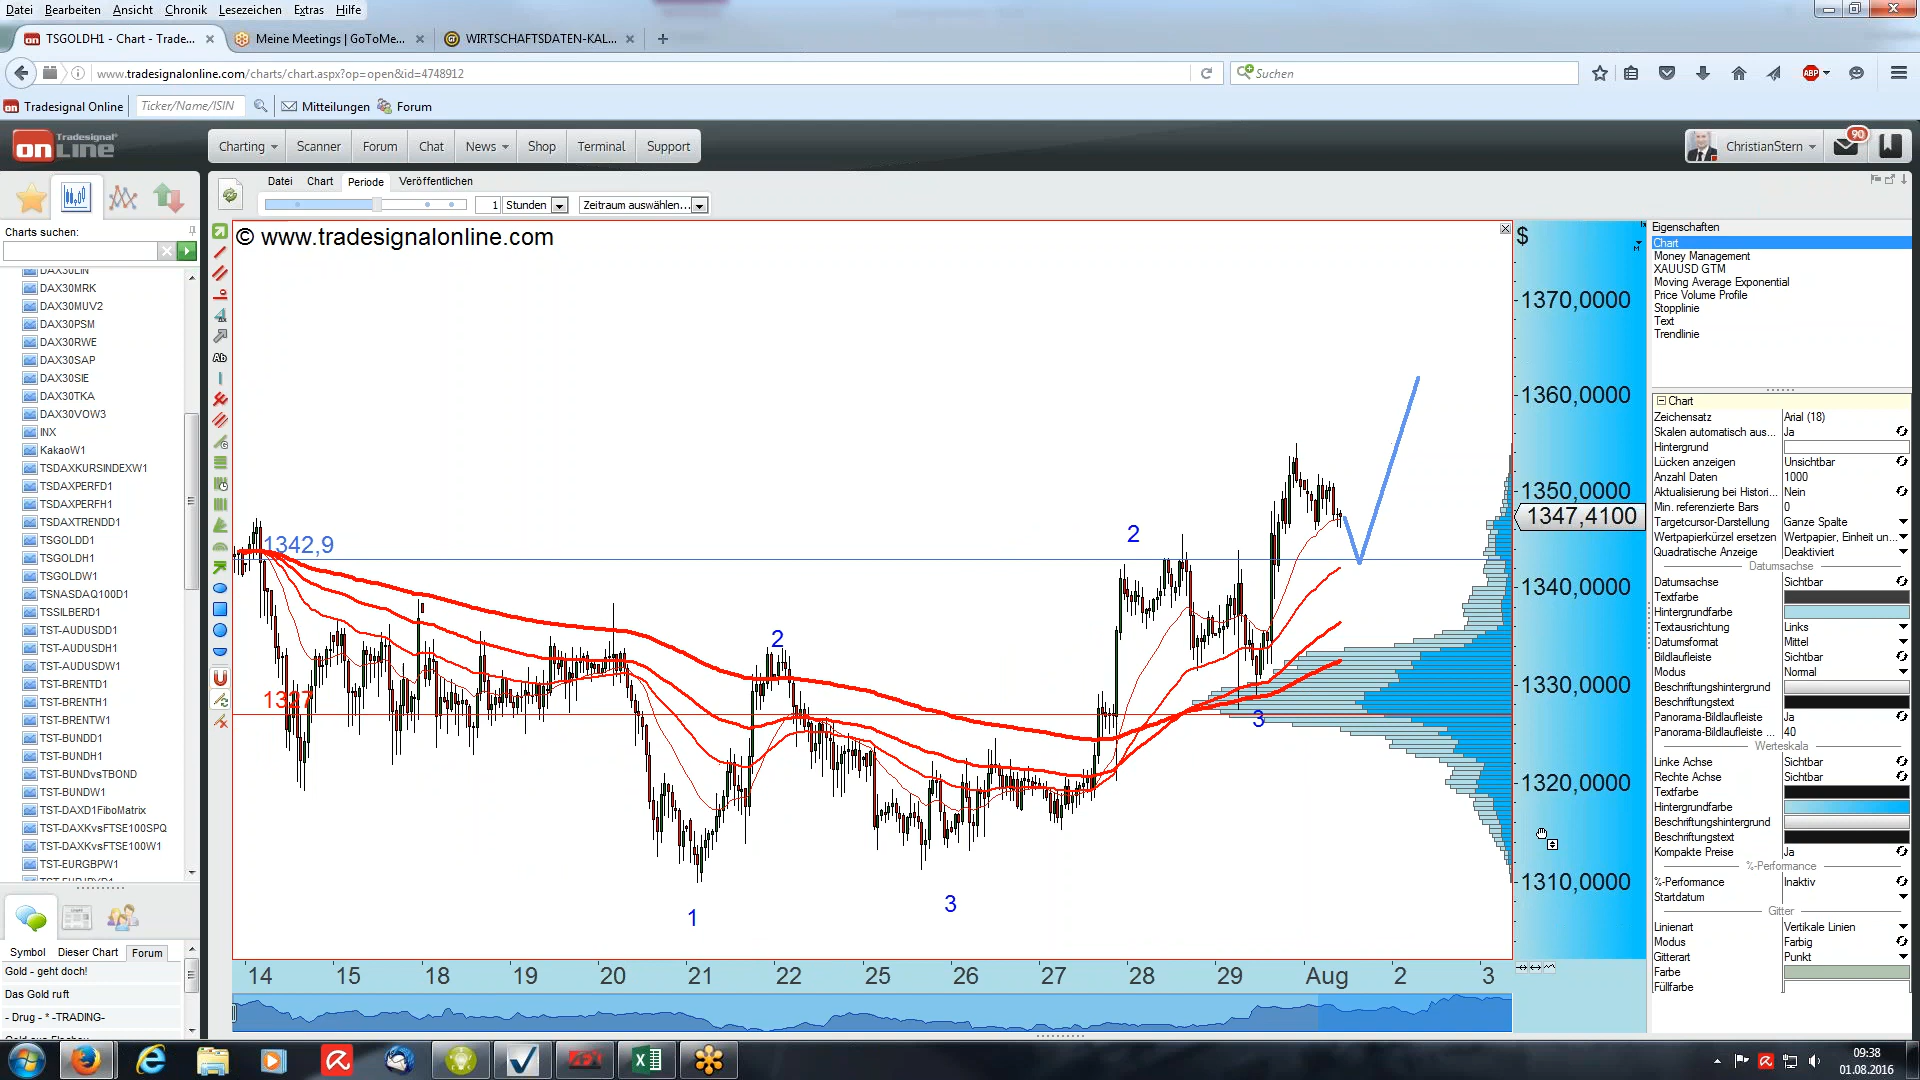 Datei Bearbeiten Ansicht Chronik Lesezeichen Extras Hilfe
TSGOLDH1 - Chart - Trade... Meine Meetings | GoToMe... WIRTSCHAFTSDATEN-KAL...
www.tradesignalonline.com/charts/chart.aspx?op=open&id=4748912 Suchen ABP
Tradesignal Online Ticker/Name/ISIN Mitteilungen Forum
Tradesignal
on LINE Charting Scanner Forum Chat News Shop Terminal Support ChristianStern 90
Datei Chart Periode Veröffentlichen
1 Stunden Zeitraum auswählen...
Charts suchen:
DAX30LIN
DAX30MRK
DAX30MUV2
DAX30PSM
DAX30RWE
DAX30SAP
DAX30SIE
DAX30TKA
DAX30VOW3
INX
KakaoW1
TSDAXKURSINDEXW1
TSDAXPERFD1
TSDAXPERFH1
TSDAXTRENDD1
TSGOLDD1
TSGOLDH1
TSGOLDW1
TSNASDAQ100D1
TSSILBERD1
TST-AUDUSDD1
TST-AUDUSDH1
TST-AUDUSDW1
TST-BRENTD1
TST-BRENTH1
TST-BRENTW1
TST-BUNDD1
TST-BUNDH1
TST-BUNDvsTBOND
TST-BUNDW1
TST-DAXD1FiboMatrix
TST-DAXKvsFTSE100SPQ
TST-DAXKvsFTSE100W1
TST-EURGBPW1
Symbol Dieser Chart Forum
Gold - geht doch!
Das Gold ruft
- Drug - * -TRADING-
Ab
© www.tradesignalonline.com
1342,9
1327
2
2
1
3
3
$
1370,0000
1360,0000
1350,0000
1347,4100
1340,0000
1330,0000
1320,0000
1310,0000
14 15 18 19 20 21 22 25 26 27 28 29 Aug 2 3
Eigenschaften
Chart
Money Management
XAUUSD GTM
Moving Average Exponential
Price Volume Profile
Stopplinie
Text
Trendlinie
Chart
Zeichensatz Arial (18)
Skalen automatisch aus... Ja
Hintergrund
Lücken anzeigen Unsichtbar
Anzahl Daten 1000
Aktualisierung bei Histori... Nein
Min. referenzierte Bars 0
Targetcursor-Darstellung Ganze Spalte
Wertpapierkürzel ersetzen Wertpapier, Einheit un...
Quadratische Anzeige Deaktiviert
Datumsachse
Datumsachse Sichtbar
Textfarbe
Hintergrundfarbe
Textausrichtung Links
Datumsformat Mittel
Bildlaufleiste Sichtbar
Modus Normal
Beschriftungshintergrund
Beschriftungstext
Panorama-Bildlaufleiste Ja
Panorama-Bildlaufleiste ... 40
Werteskala
Linke Achse Sichtbar
Rechte Achse Sichtbar
Textfarbe
Hintergrundfarbe
Beschriftungshintergrund
Beschriftungstext
Kompakte Preise Ja
%-Performance
%-Performance Inaktiv
Startdatum
Gitter
Linienart Vertikale Linien
Modus Farbig
Gitterart Punkt
Farbe
Füllfarbe
09:38
01.08.2016